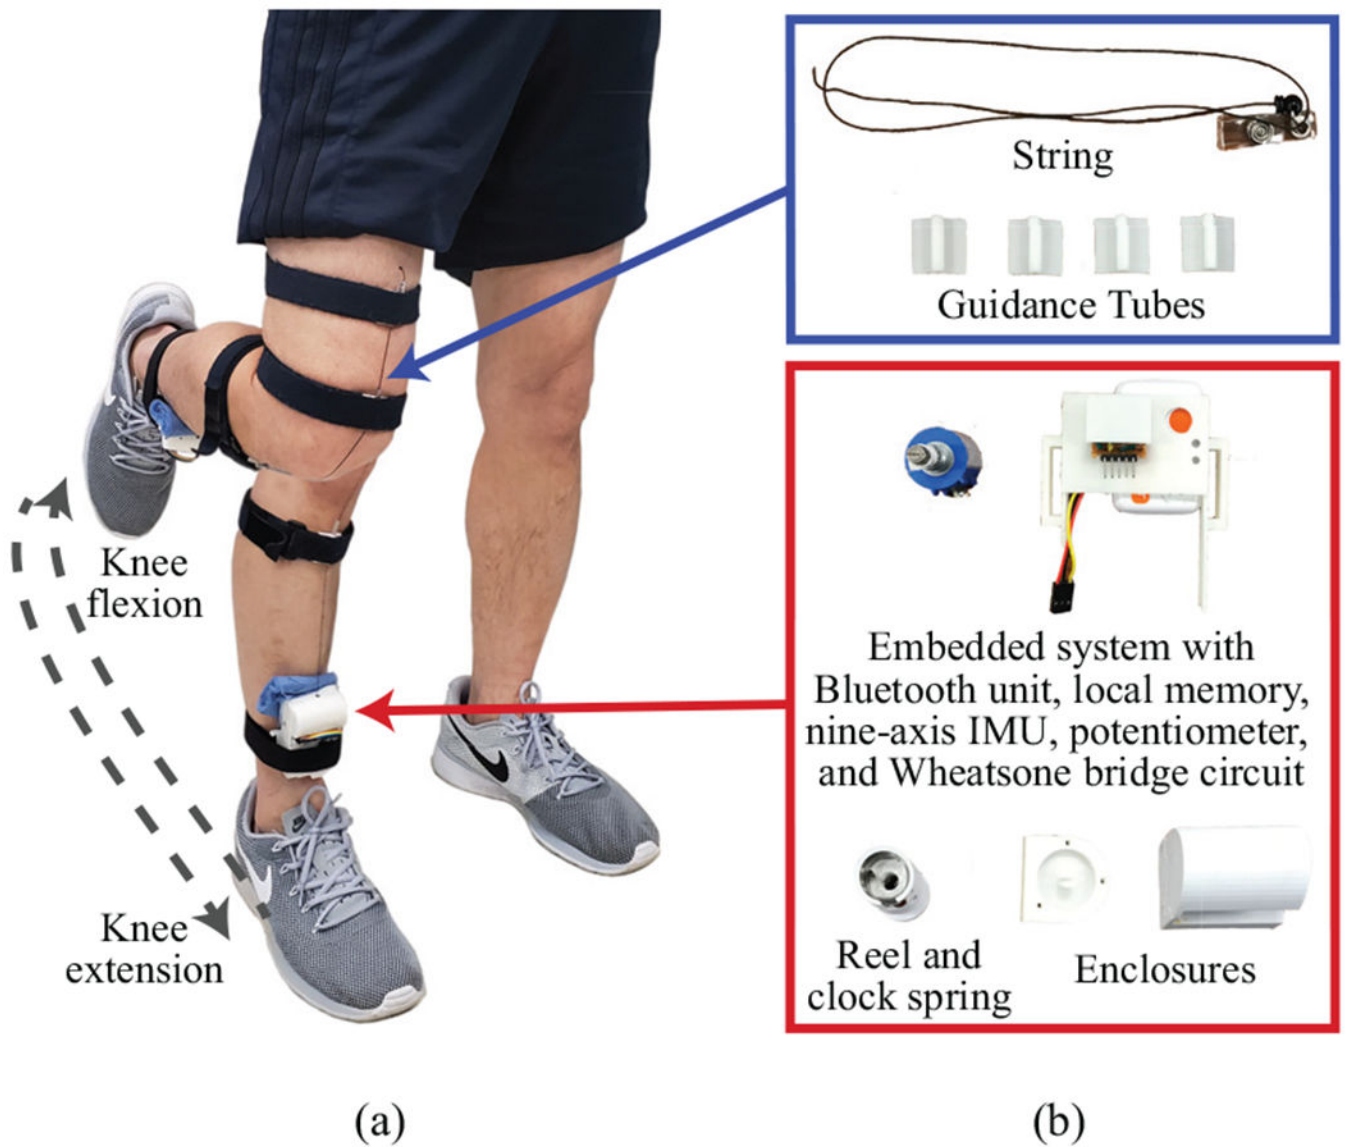 String
Guidance Tubes
Knee
flexion
Embedded system with
Bluetooth unit, local memory,
nine-axis IMU, potentiometer,
and Wheatsone bridge circuit
Knee
extension
Reel and
clock spring
Enclosures
(a)
(b)